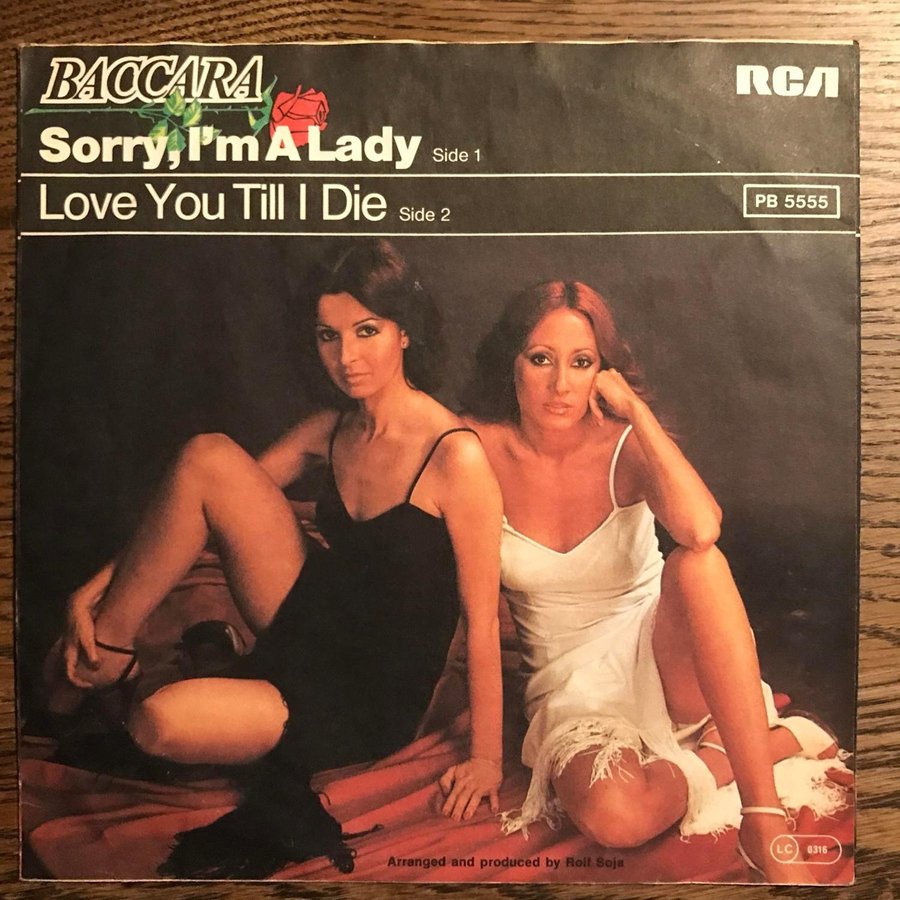 BACCARA
RCA
Sorry, I'm A Lady Side 1
Love You Till I Die Side 2
PB 5555
Arranged and produced by Rolf Soja
LC 0316